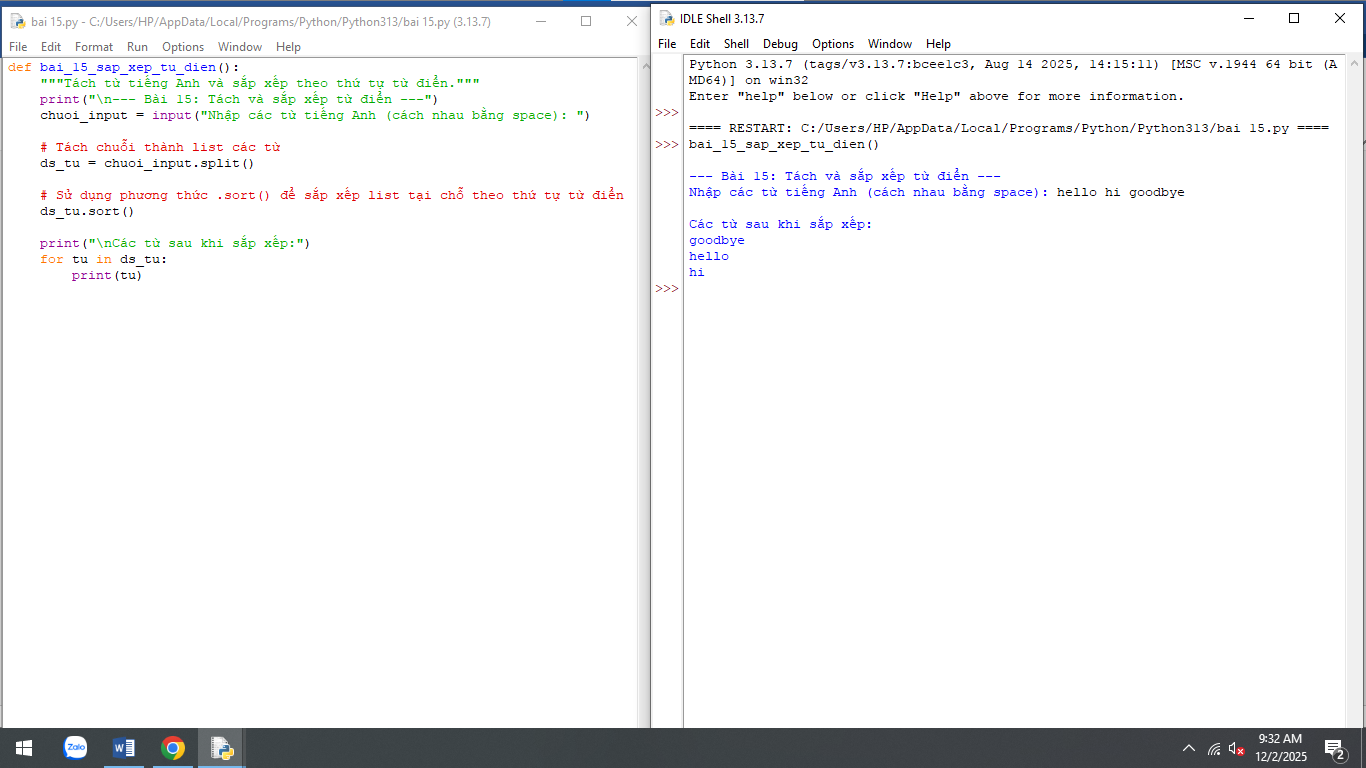 bai 15.py - C:/Users/HP/AppData/Local/Programs/Python/Python313/bai 15.py (3.13.7)
File Edit Format Run Options Window Help
def bai_15_sap_xep_tu_dien():
    """Tách từ tiếng Anh và sắp xếp theo thứ tự từ điển."""
    print("\n--- Bài 15: Tách và sắp xếp từ điển ---")
    chuoi_input = input("Nhập các từ tiếng Anh (cách nhau bằng space): ")

    # Tách chuỗi thành list các từ
    ds_tu = chuoi_input.split()

    # Sử dụng phương thức .sort() để sắp xếp list tại chỗ theo thứ tự từ điển
    ds_tu.sort()

    print("\nCác từ sau khi sắp xếp:")
    for tu in ds_tu:
        print(tu)
IDLE Shell 3.13.7
File Edit Shell Debug Options Window Help
Python 3.13.7 (tags/v3.13.7:bcee1c3, Aug 14 2025, 14:15:11) [MSC v.1944 64 bit (A
MD64)] on win32
Enter "help" below or click "Help" above for more information.
>>>
==== RESTART: C:/Users/HP/AppData/Local/Programs/Python/Python313/bai 15.py ====
>>> bai_15_sap_xep_tu_dien()

--- Bài 15: Tách và sắp xếp từ điển ---
Nhập các từ tiếng Anh (cách nhau bằng space): hello hi goodbye

Các từ sau khi sắp xếp:
goodbye
hello
hi
>>>
Zalo
W
9:32 AM
12/2/2025
2